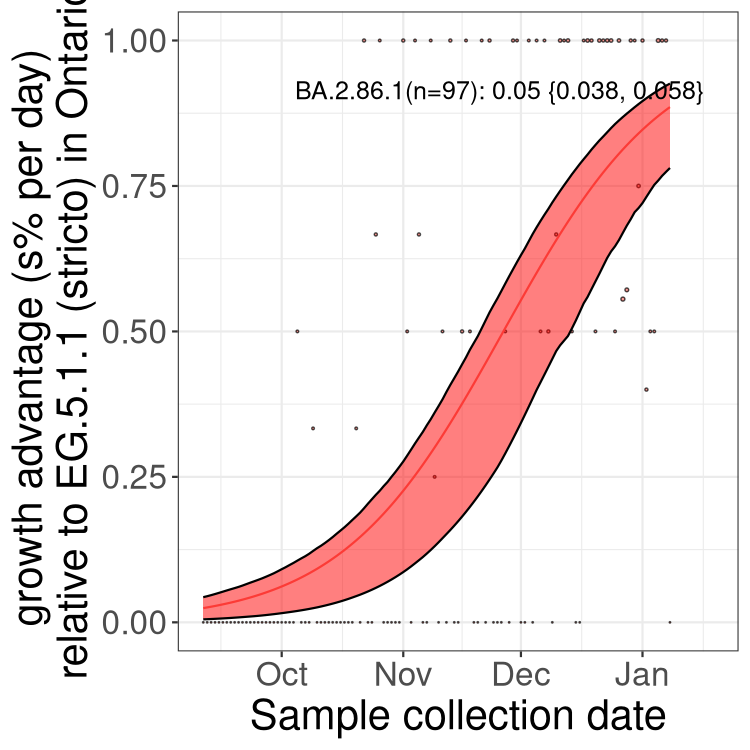 growth advantage (s% per day)
relative to EG.5.1.1 (stricto) in Ontario
1.00
0.75
0.50
0.25
0.00
BA.2.86.1(n=97): 0.05 {0.038, 0.058}
Oct Nov Dec Jan
Sample collection date